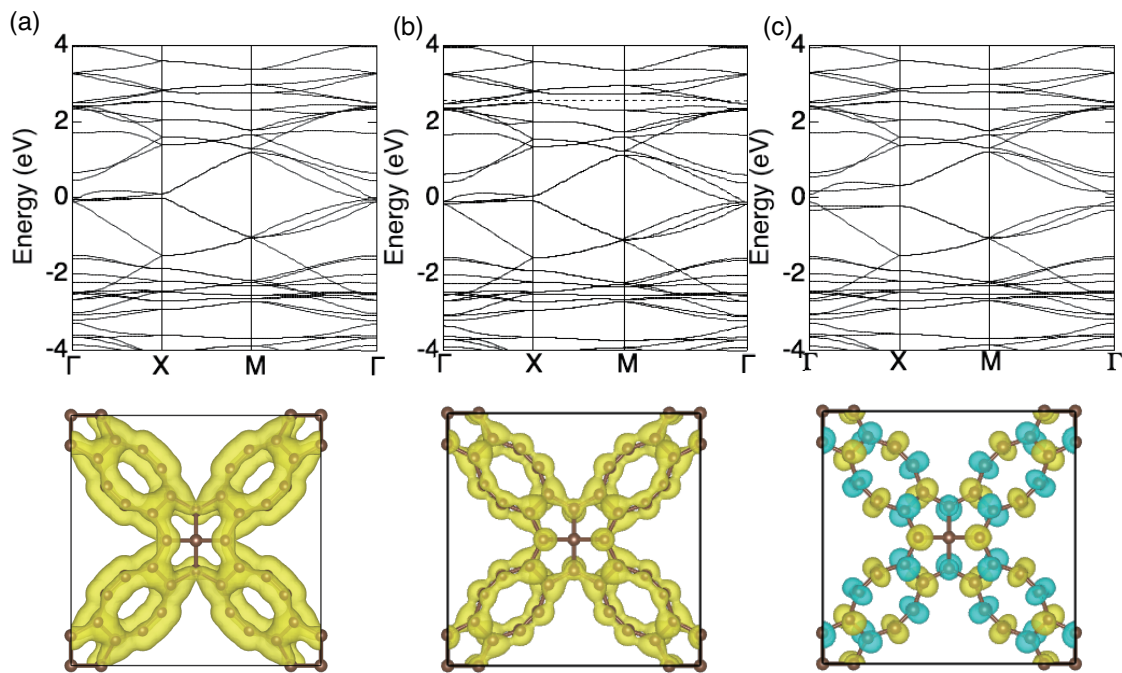 (a) (b) (c)
4 4 4
2 2 2
0 0 0
-2 -2 -2
-4 -4 -4
Energy (eV) Energy (eV) Energy (eV)
Γ X M Γ Γ X M Γ Γ X M Γ